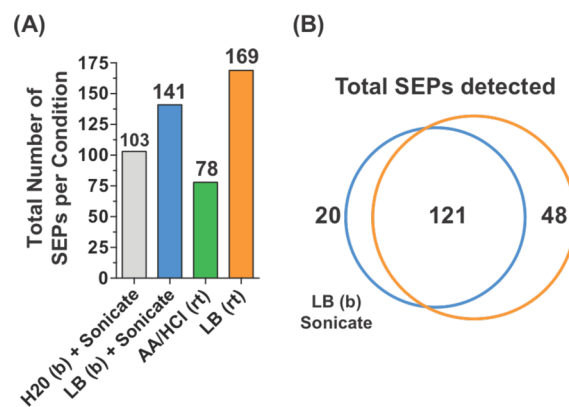 (A)
Total Number of
SEPs per Condition
175
150
125
100
75
50
25
0
103
141
78
169
H20 (b) + Sonicate
LB (b) + Sonicate
AA/HCl (rt)
LB (rt)
(B)
Total SEPs detected
20
121
48
LB (b)
Sonicate